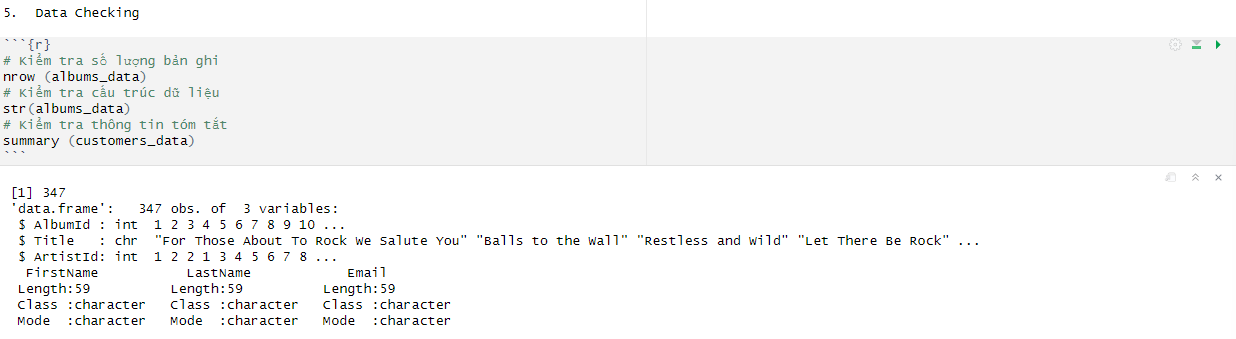 5.  Data Checking
```{r}
# Kiểm tra số lượng bản ghi
nrow (albums_data)
# Kiểm tra cấu trúc dữ liệu
str(albums_data)
# Kiểm tra thông tin tóm tắt
summary (customers_data)
```
[1] 347
'data.frame':   347 obs. of  3 variables:
 $ AlbumId : int  1 2 3 4 5 6 7 8 9 10 ...
 $ Title   : chr  "For Those About To Rock We Salute You" "Balls to the Wall" "Restless and Wild" "Let There Be Rock" ...
 $ ArtistId: int  1 2 2 1 3 4 5 6 7 8 ...
  FirstName           LastName            Email
 Length:59          Length:59          Length:59
 Class :character   Class :character   Class :character
 Mode  :character   Mode  :character   Mode  :character